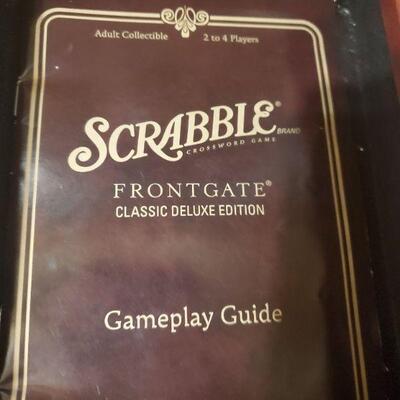 Adult Collectible 2 to 4 Players
SCRABBLE® BRAND
CROSSWORD GAME
FRONTGATE®
CLASSIC DELUXE EDITION
Gameplay Guide